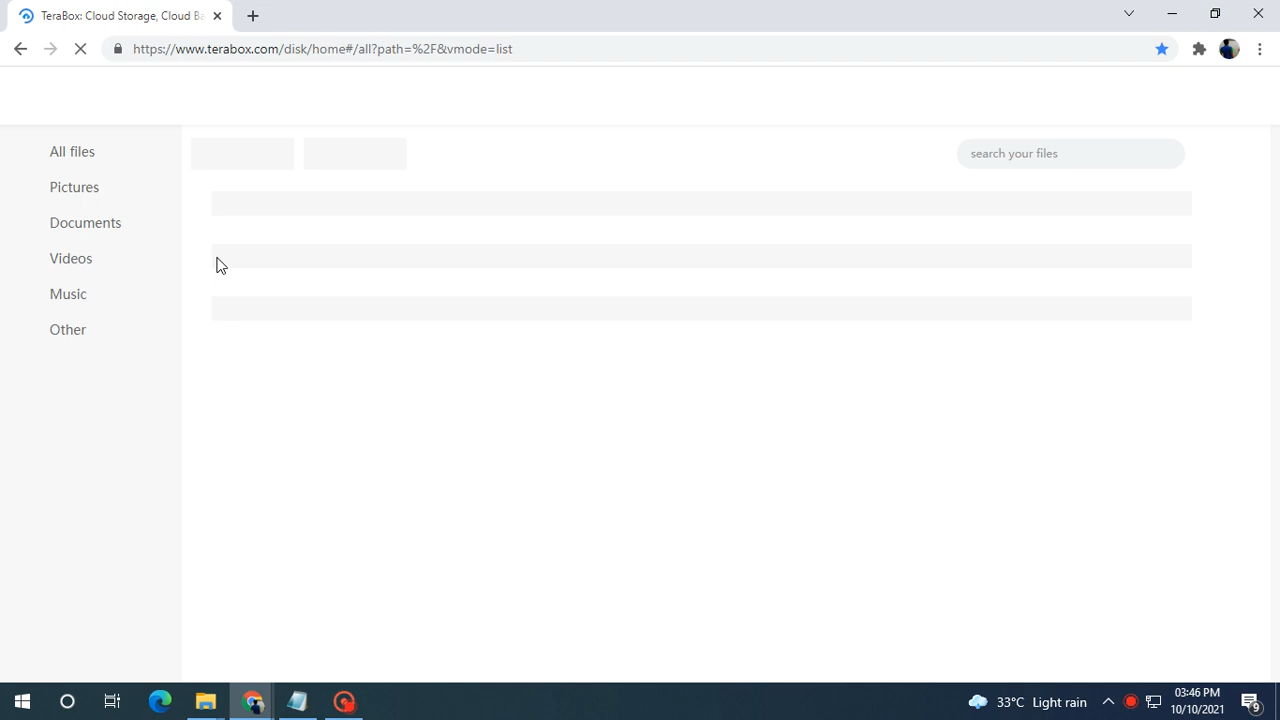 TeraBox: Cloud Storage, Cloud Ba
https://www.terabox.com/disk/home#/all?path=%2F&vmode=list
All files
search your files
Pictures
Documents
Videos
Music
Other
33°C Light rain
03:46 PM
10/10/2021
9